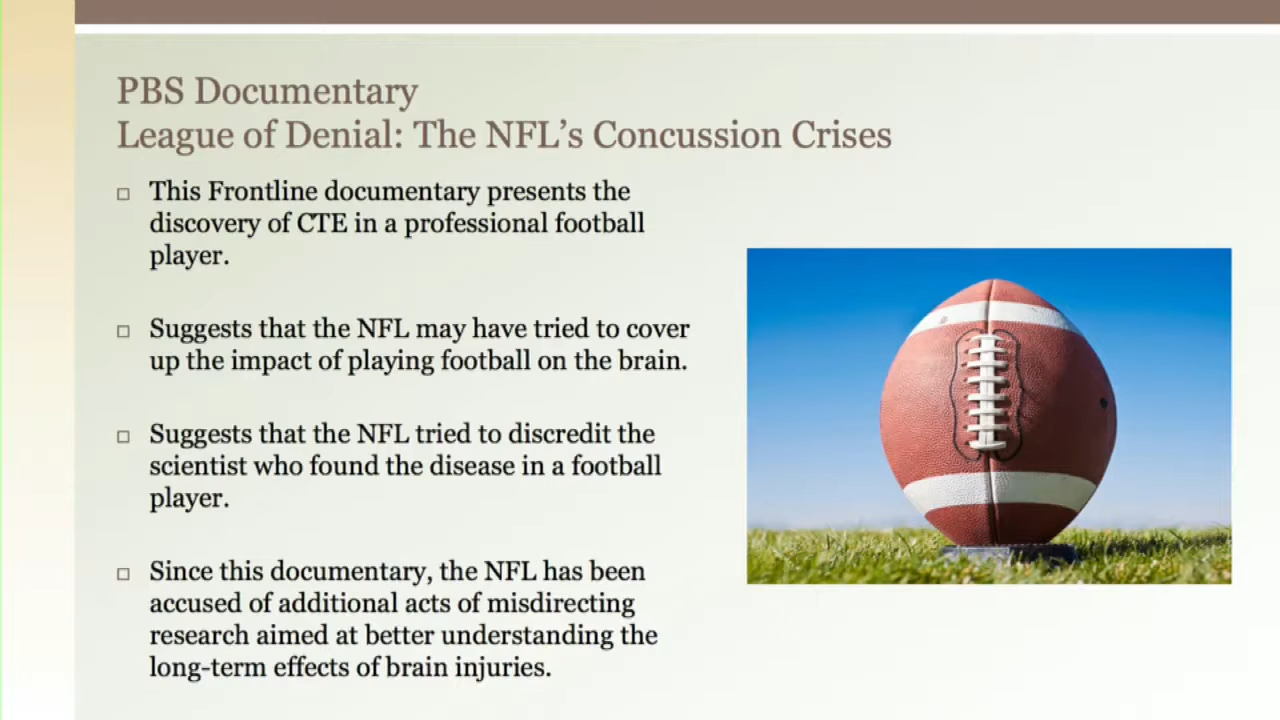 PBS Documentary
League of Denial: The NFL’s Concussion Crises
□ This Frontline documentary presents the
discovery of CTE in a professional football
player.
□ Suggests that the NFL may have tried to cover
up the impact of playing football on the brain.
□ Suggests that the NFL tried to discredit the
scientist who found the disease in a football
player.
□ Since this documentary, the NFL has been
accused of additional acts of misdirecting
research aimed at better understanding the
long-term effects of brain injuries.